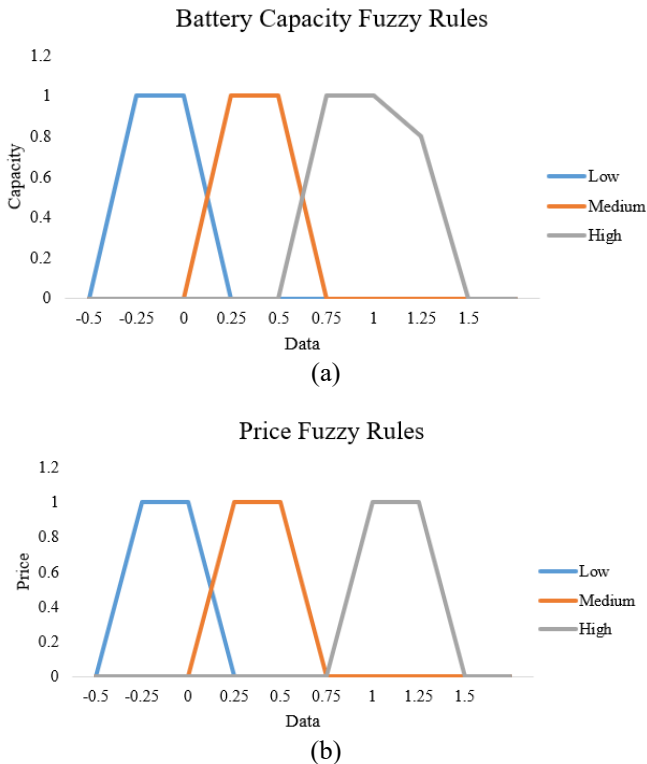 Battery Capacity Fuzzy Rules
1.2
1
0.8
0.6
0.4
0.2
0
Capacity
-0.5 -0.25 0 0.25 0.5 0.75 1 1.25 1.5
Data
Low
Medium
High
(a)
Price Fuzzy Rules
1.2
1
0.8
0.6
0.4
0.2
0
Price
-0.5 -0.25 0 0.25 0.5 0.75 1 1.25 1.5
Data
Low
Medium
High
(b)